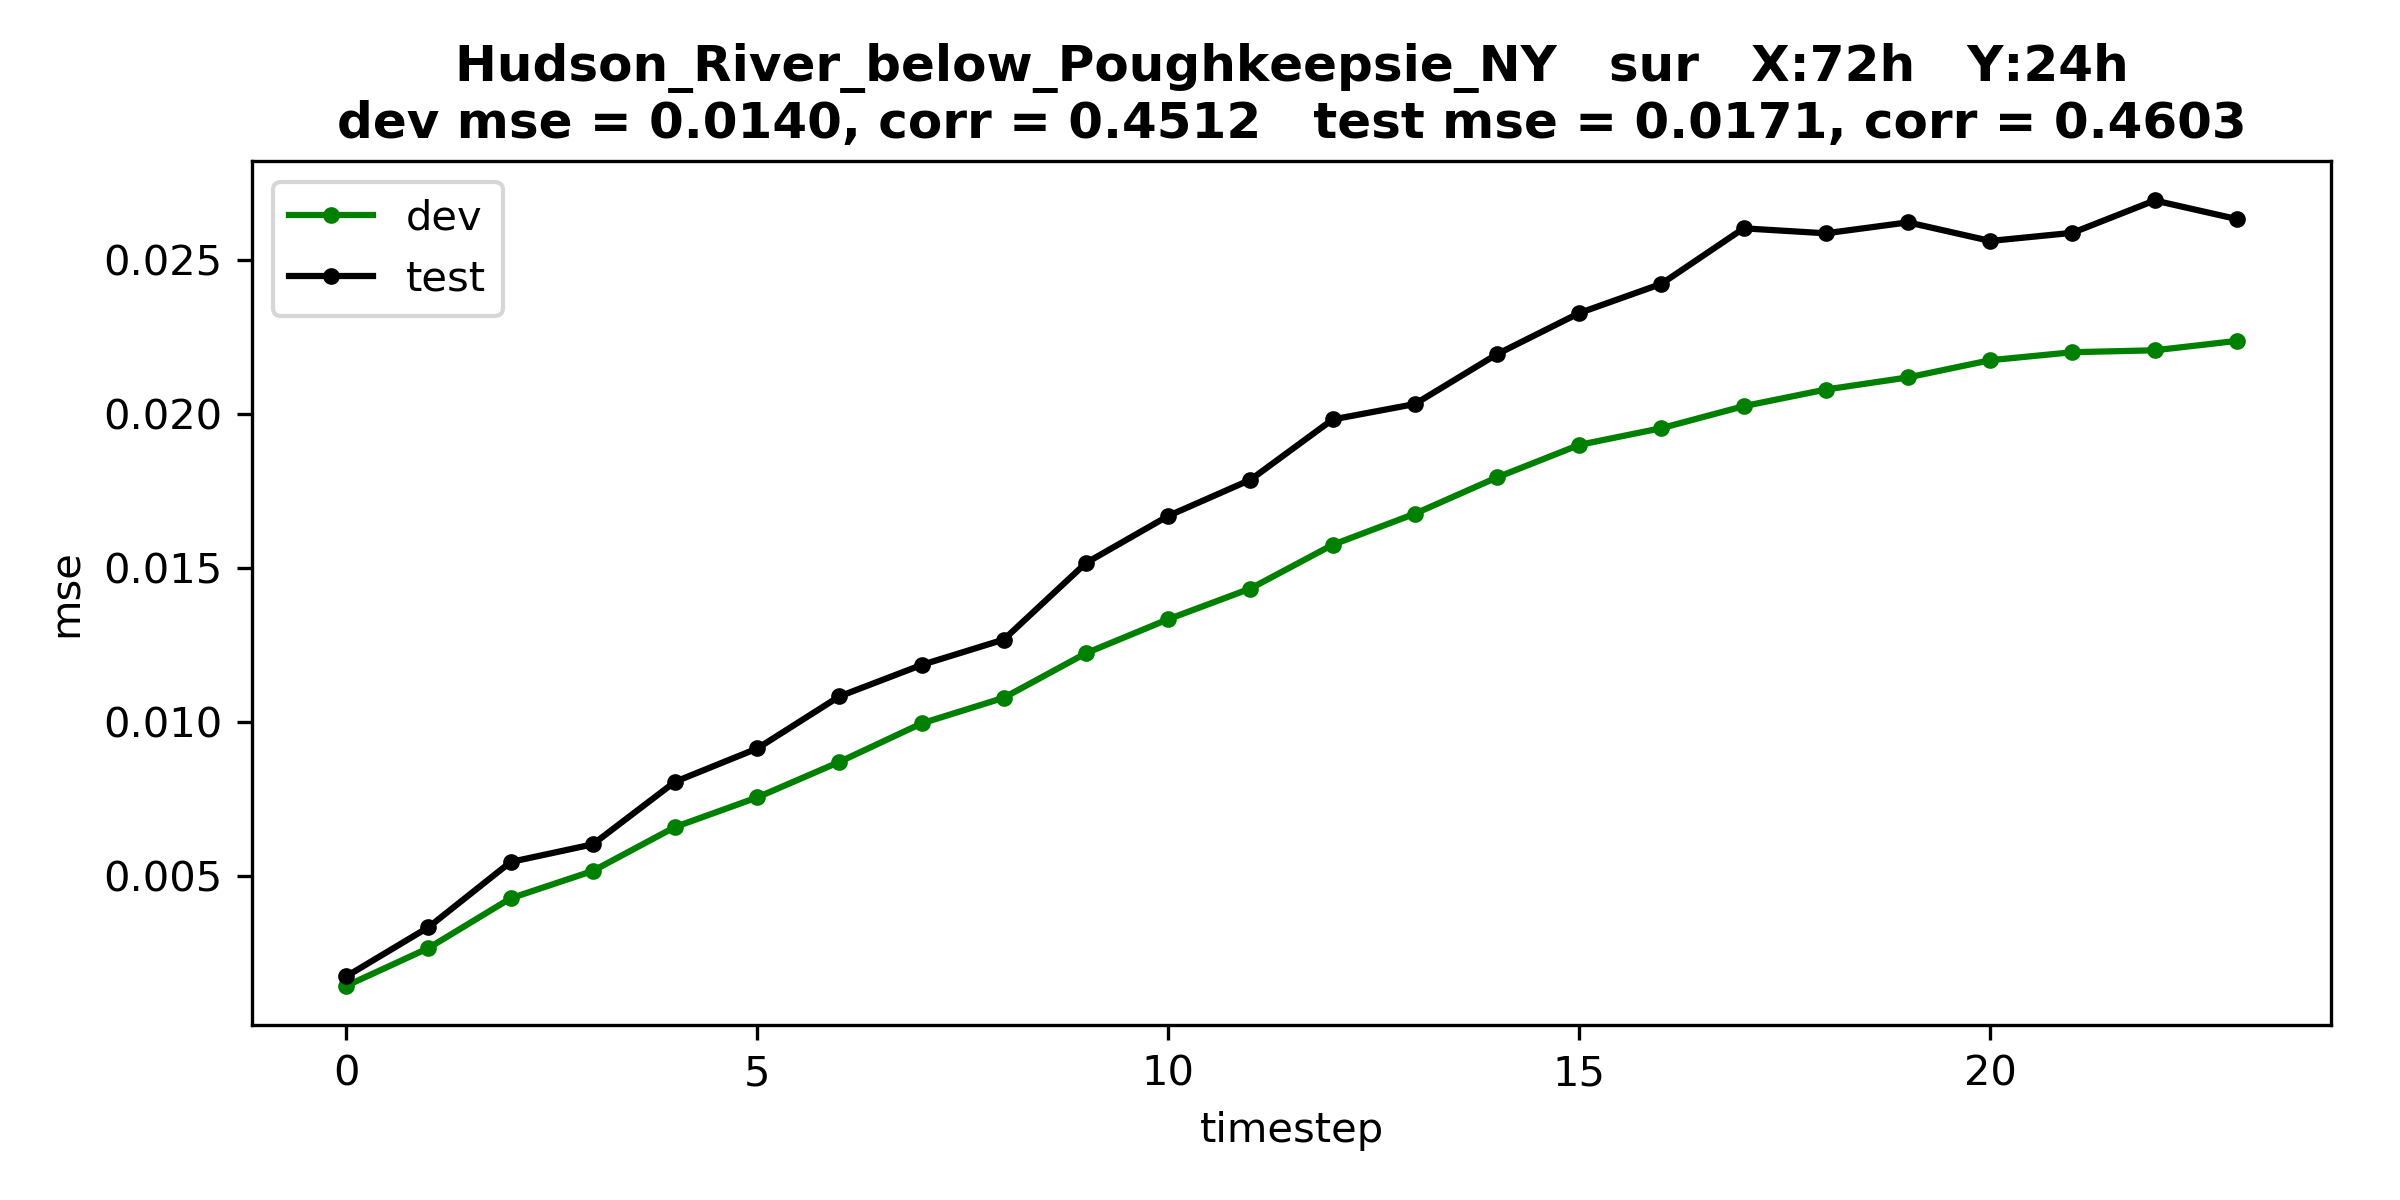 Hudson_River_below_Poughkeepsie_NY sur X:72h Y:24h
dev mse = 0.0140, corr = 0.4512 test mse = 0.0171, corr = 0.4603
dev
test
0.025
0.020
0.015
0.010
0.005
mse
0 5 10 15 20
timestep